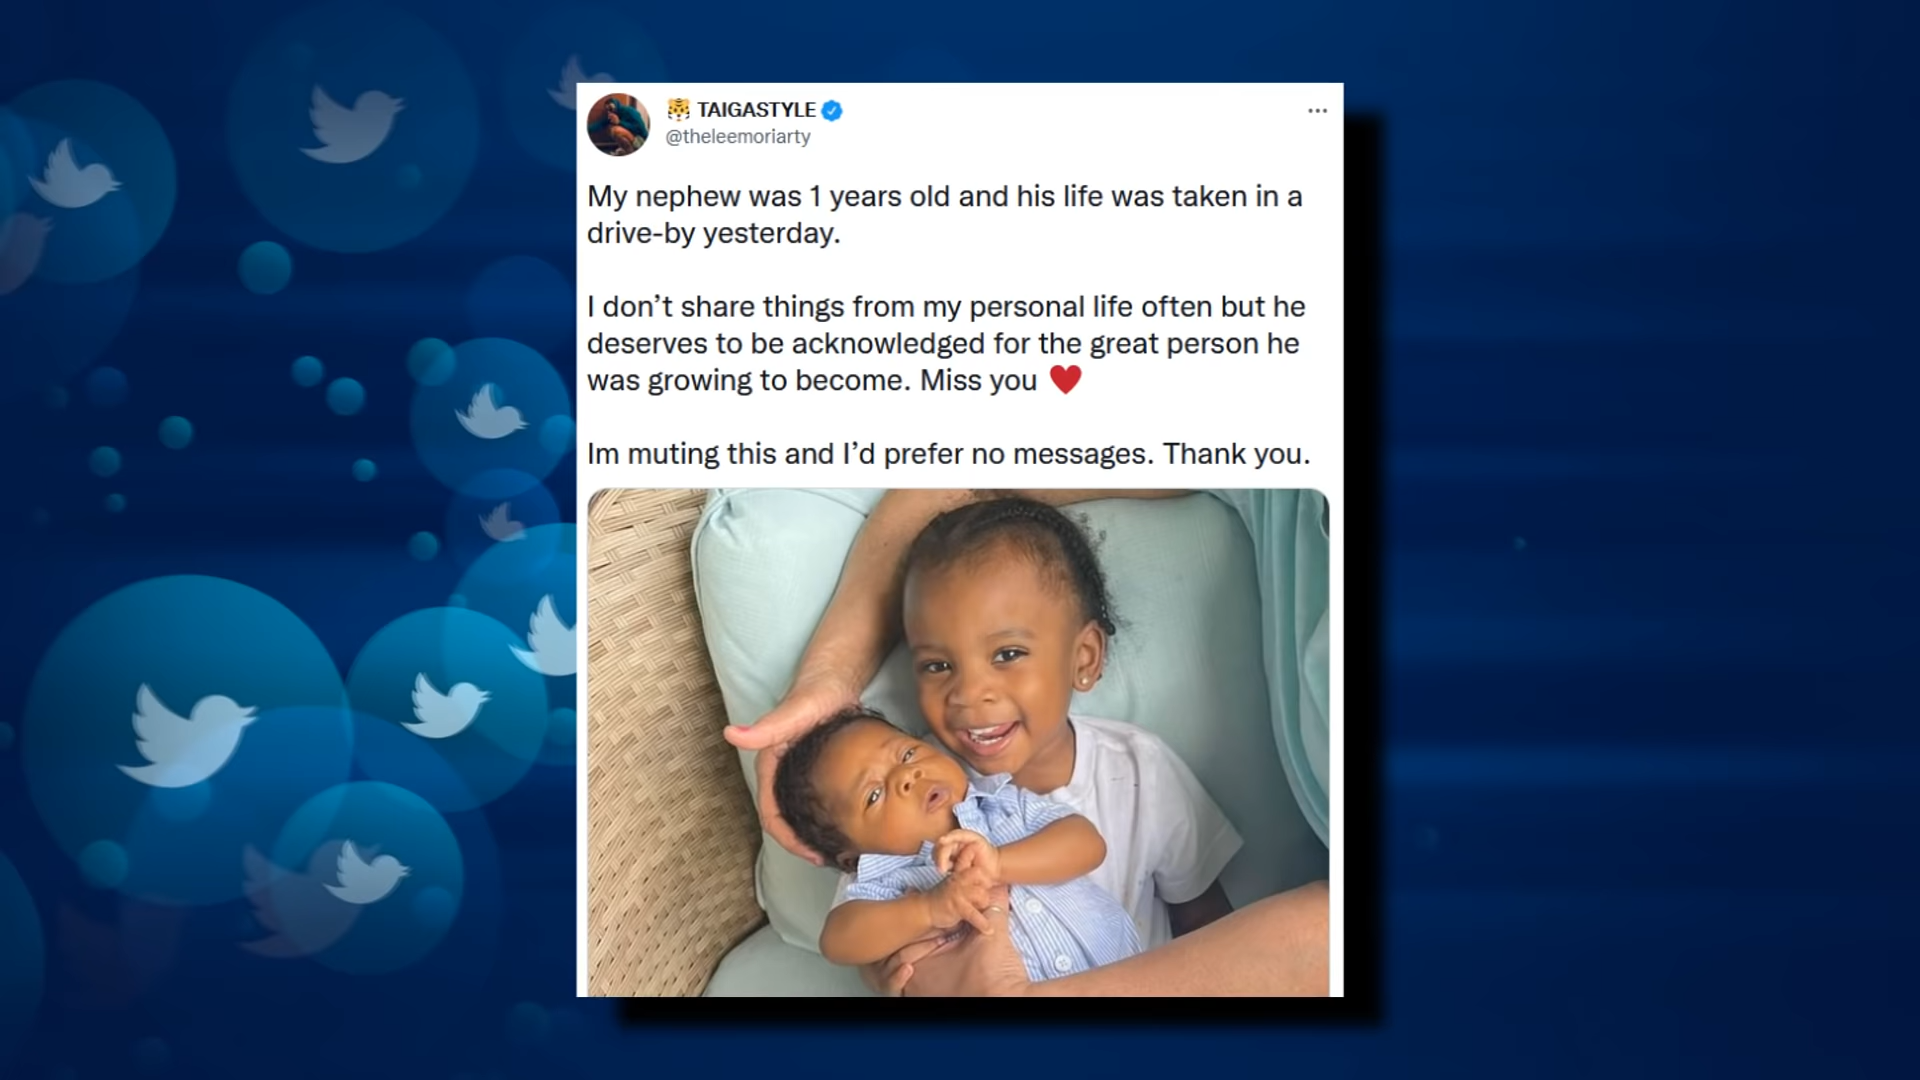 🐯 TAIGASTYLE
@theleemoriarty
My nephew was 1 years old and his life was taken in a
drive-by yesterday.
I don’t share things from my personal life often but he
deserves to be acknowledged for the great person he
was growing to become. Miss you ❤️
Im muting this and I’d prefer no messages. Thank you.